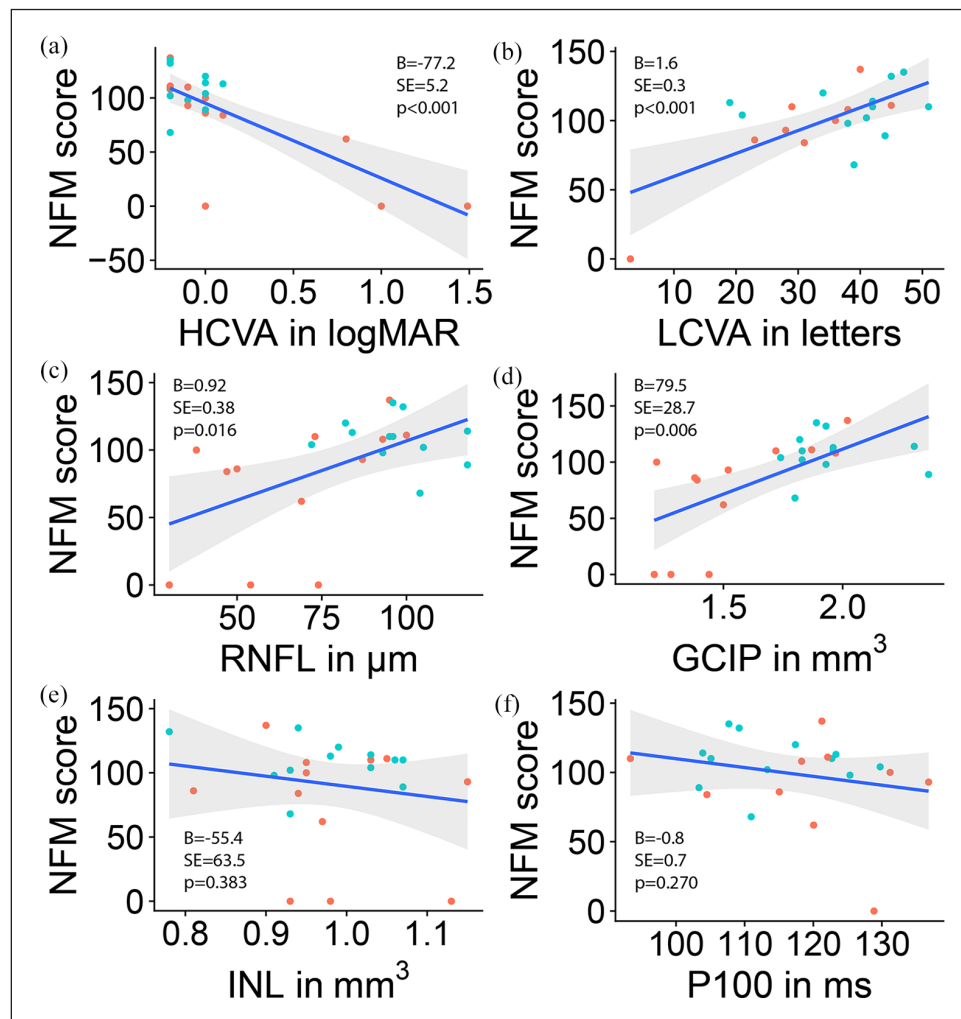 (a)
B=-77.2
SE=5.2
p<0.001
NFM score
100
50
0
−50
0.0 0.5 1.0 1.5
HCVA in logMAR
(b)
B=1.6
SE=0.3
p<0.001
NFM score
150
100
50
0
10 20 30 40 50
LCVA in letters
(c)
B=0.92
SE=0.38
p=0.016
NFM score
150
100
50
0
50 75 100
RNFL in µm
(d)
B=79.5
SE=28.7
p=0.006
NFM score
150
100
50
0
1.5 2.0
GCIP in mm³
(e)
B=-55.4
SE=63.5
p=0.383
NFM score
150
100
50
0
0.8 0.9 1.0 1.1
INL in mm³
(f)
B=-0.8
SE=0.7
p=0.270
NFM score
150
100
50
0
100 110 120 130
P100 in ms